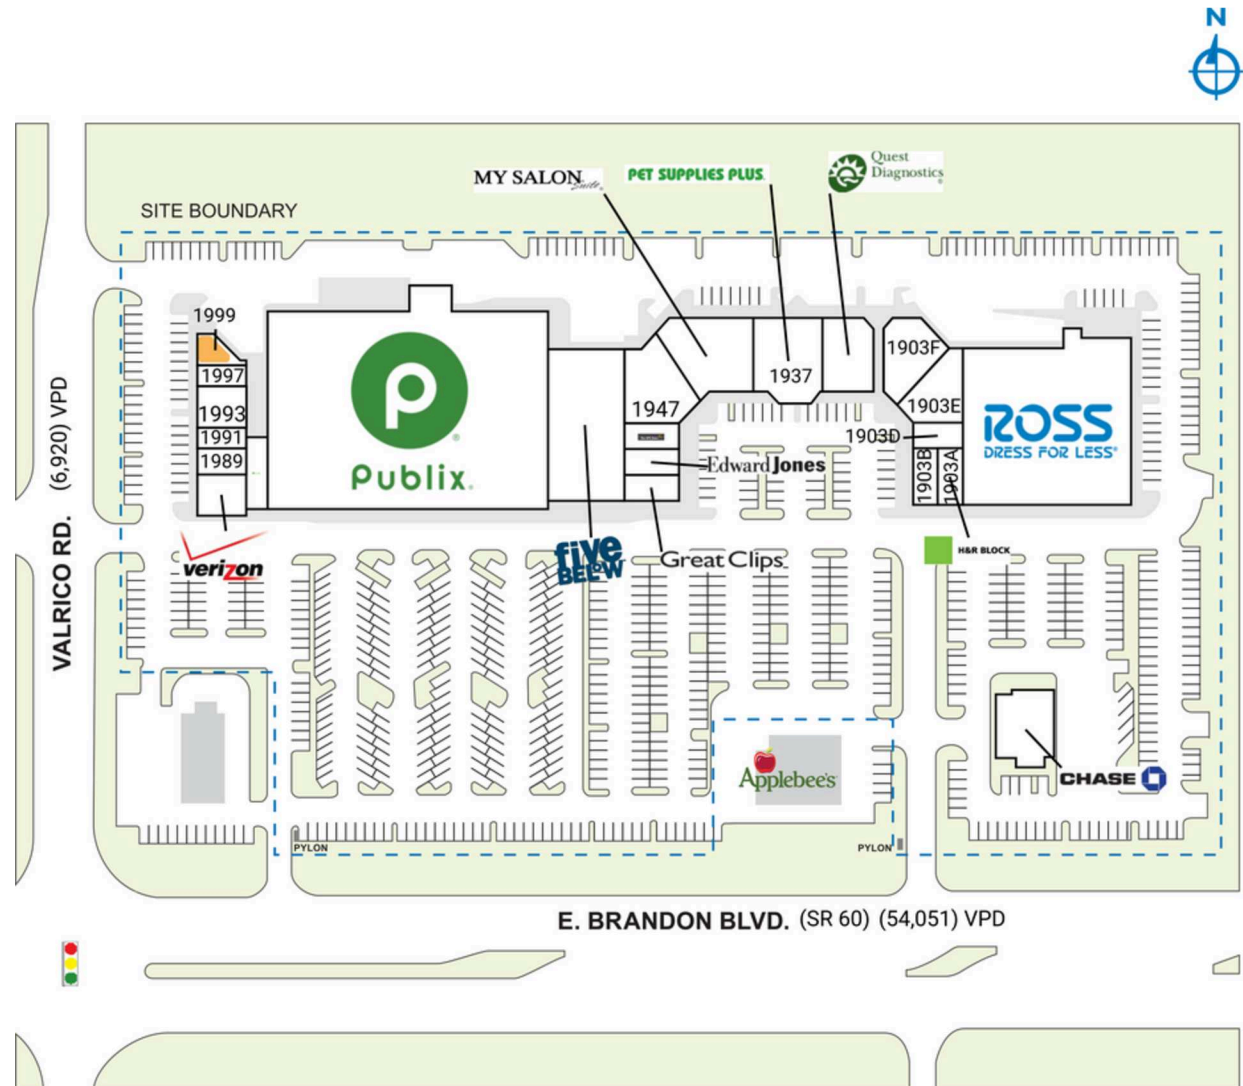 N
MY SALON
Suite
PET SUPPLIES PLUS
Quest
Diagnostics
SITE BOUNDARY
1999
1997
1993
1991
1989
1937
1947
1903F
1903E
1903D
1903B
1903A
p
Publix
ROSS
DRESS FOR LESS
Edward Jones
verizon
five
BELOW
Great Clips
H&R BLOCK
VALRICO RD. (6,920) VPD
Applebee's
CHASE
PYLON
PYLON
E. BRANDON BLVD. (SR 60) (54,051) VPD